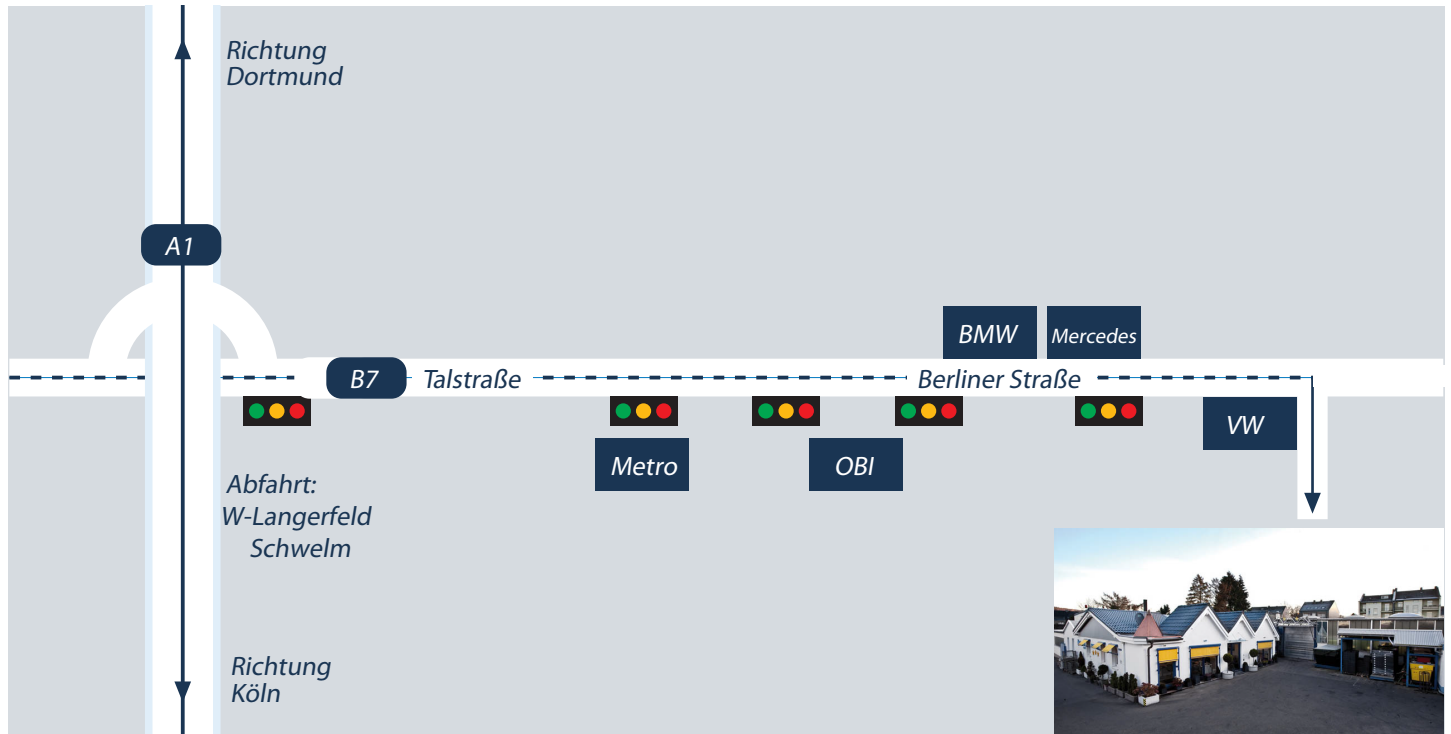 Richtung
Dortmund
A1
BMW
Mercedes
B7
Talstraße
Berliner Straße
VW
Metro
OBI
Abfahrt:
W-Langerfeld
Schwelm
Richtung
Köln